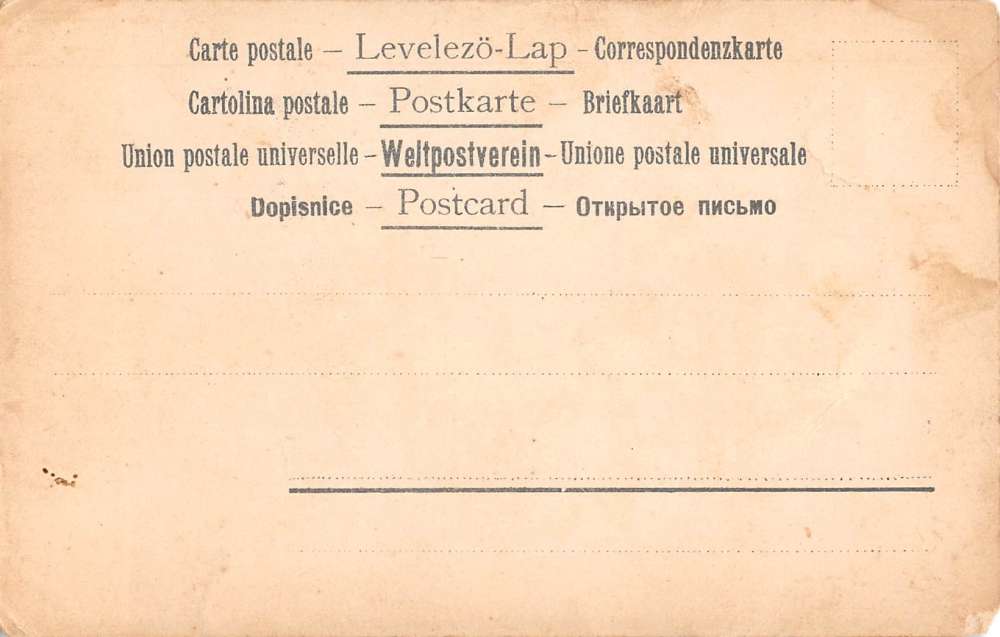 Carte postale – Levelezö-Lap – Correspondenzkarte
Cartolina postale – Postkarte – Briefkaart
Union postale universelle – Weltpostverein – Unione postale universale
Dopisnice – Postcard – Открытое письмо